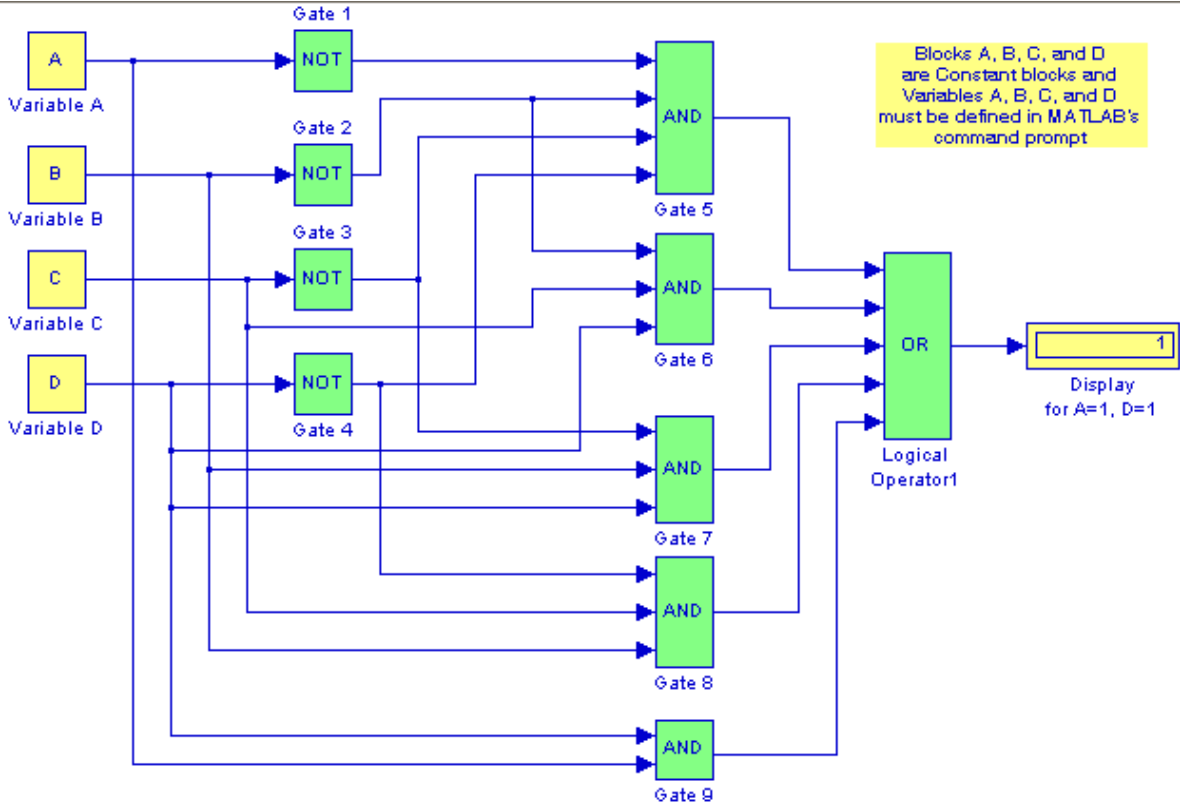 Gate 1
A
NOT
Variable A
Blocks A, B, C, and D
are Constant blocks and
Variables A, B, C, and D
must be defined in MATLAB's
command prompt
AND
Gate 5
Gate 2
B
NOT
Variable B
Gate 3
C
NOT
Variable C
AND
Gate 6
OR
Logical
Operator1
1
Display
for A=1, D=1
D
NOT
Variable D
Gate 4
AND
Gate 7
AND
Gate 8
AND
Gate 9